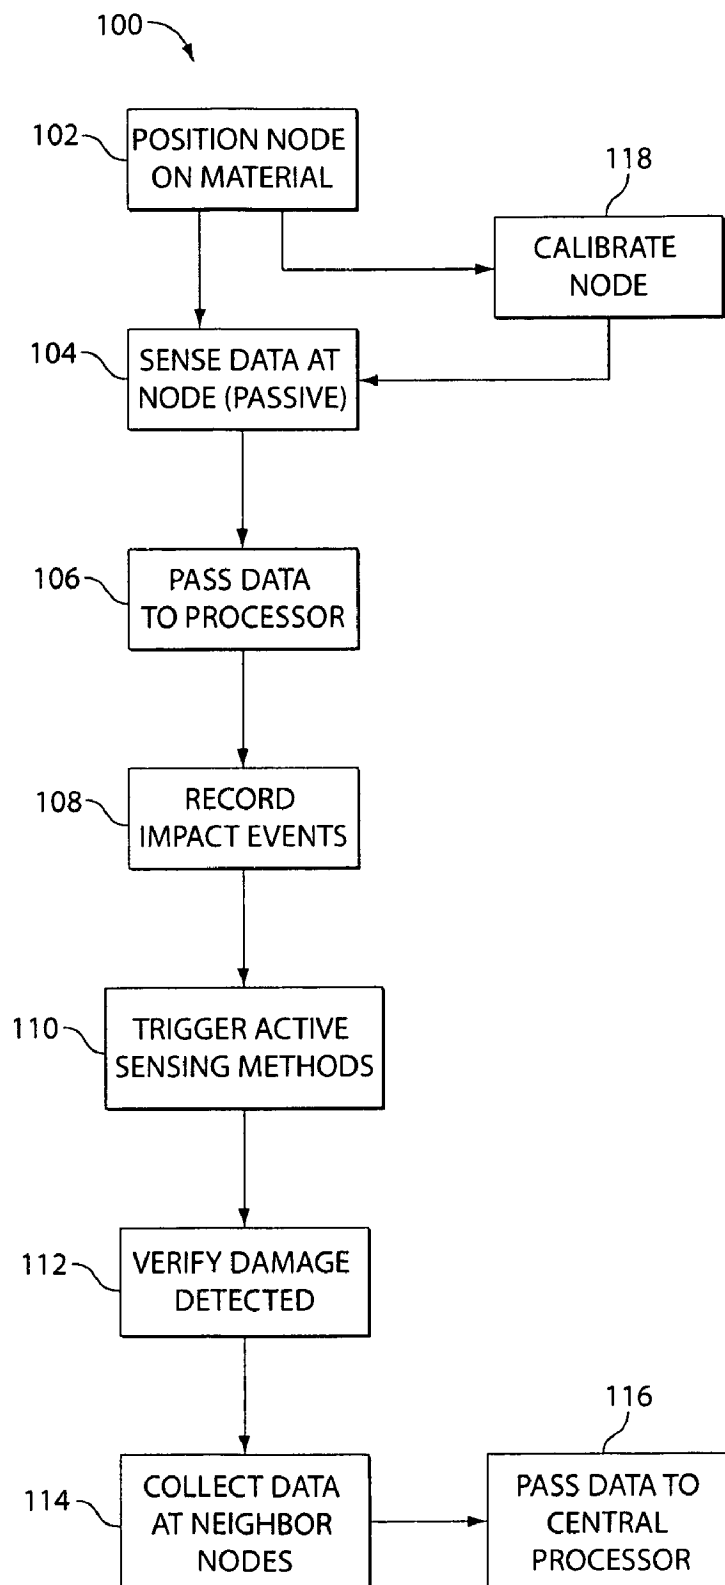 100
102
POSITION NODE
ON MATERIAL
118
CALIBRATE
NODE
104
SENSE DATA AT
NODE (PASSIVE)
106
PASS DATA
TO PROCESSOR
108
RECORD
IMPACT EVENTS
110
TRIGGER ACTIVE
SENSING METHODS
112
VERIFY DAMAGE
DETECTED
114
COLLECT DATA
AT NEIGHBOR
NODES
116
PASS DATA TO
CENTRAL
PROCESSOR